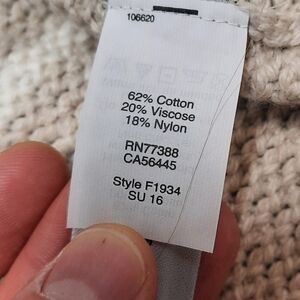 106620
62% Cotton
20% Viscose
18% Nylon
RN77388
CA56445
Style F1934
SU 16